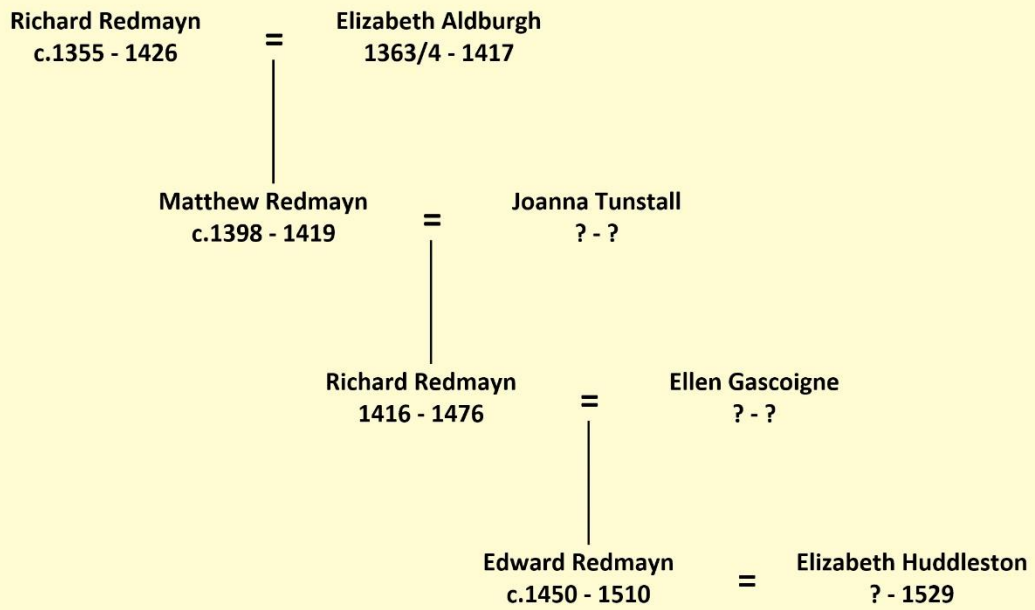 Richard Redmayn = Elizabeth Aldburgh
c.1355 - 1426 1363/4 - 1417
Matthew Redmayn = Joanna Tunstall
c.1398 - 1419 ? - ?
Richard Redmayn = Ellen Gascoigne
1416 - 1476 ? - ?
Edward Redmayn = Elizabeth Huddleston
c.1450 - 1510 ? - 1529